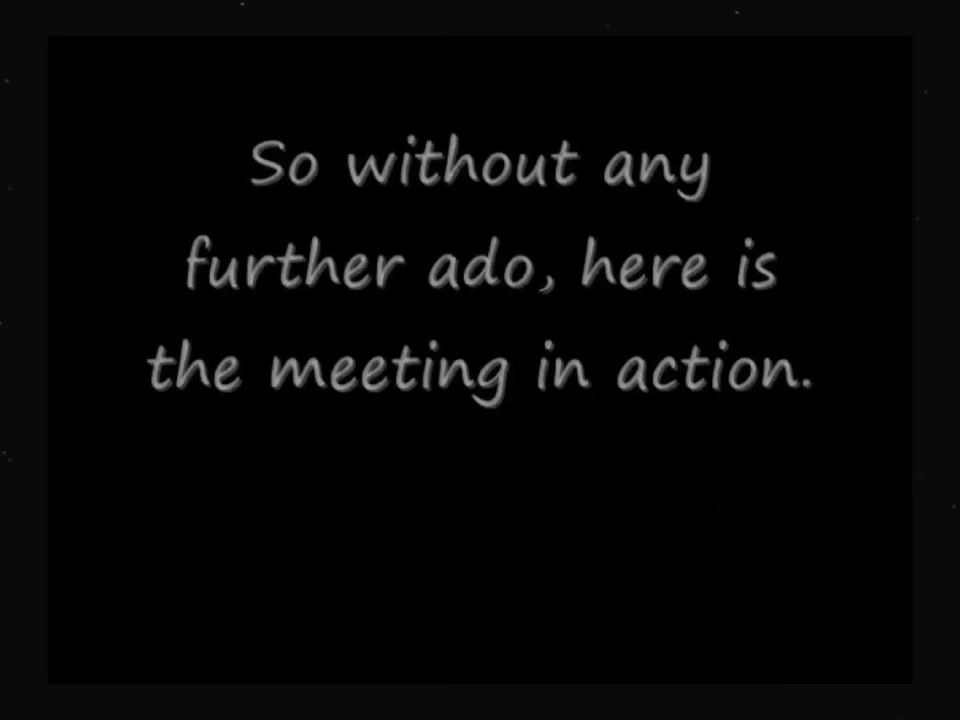 So without any
further ado, here is
the meeting in action.